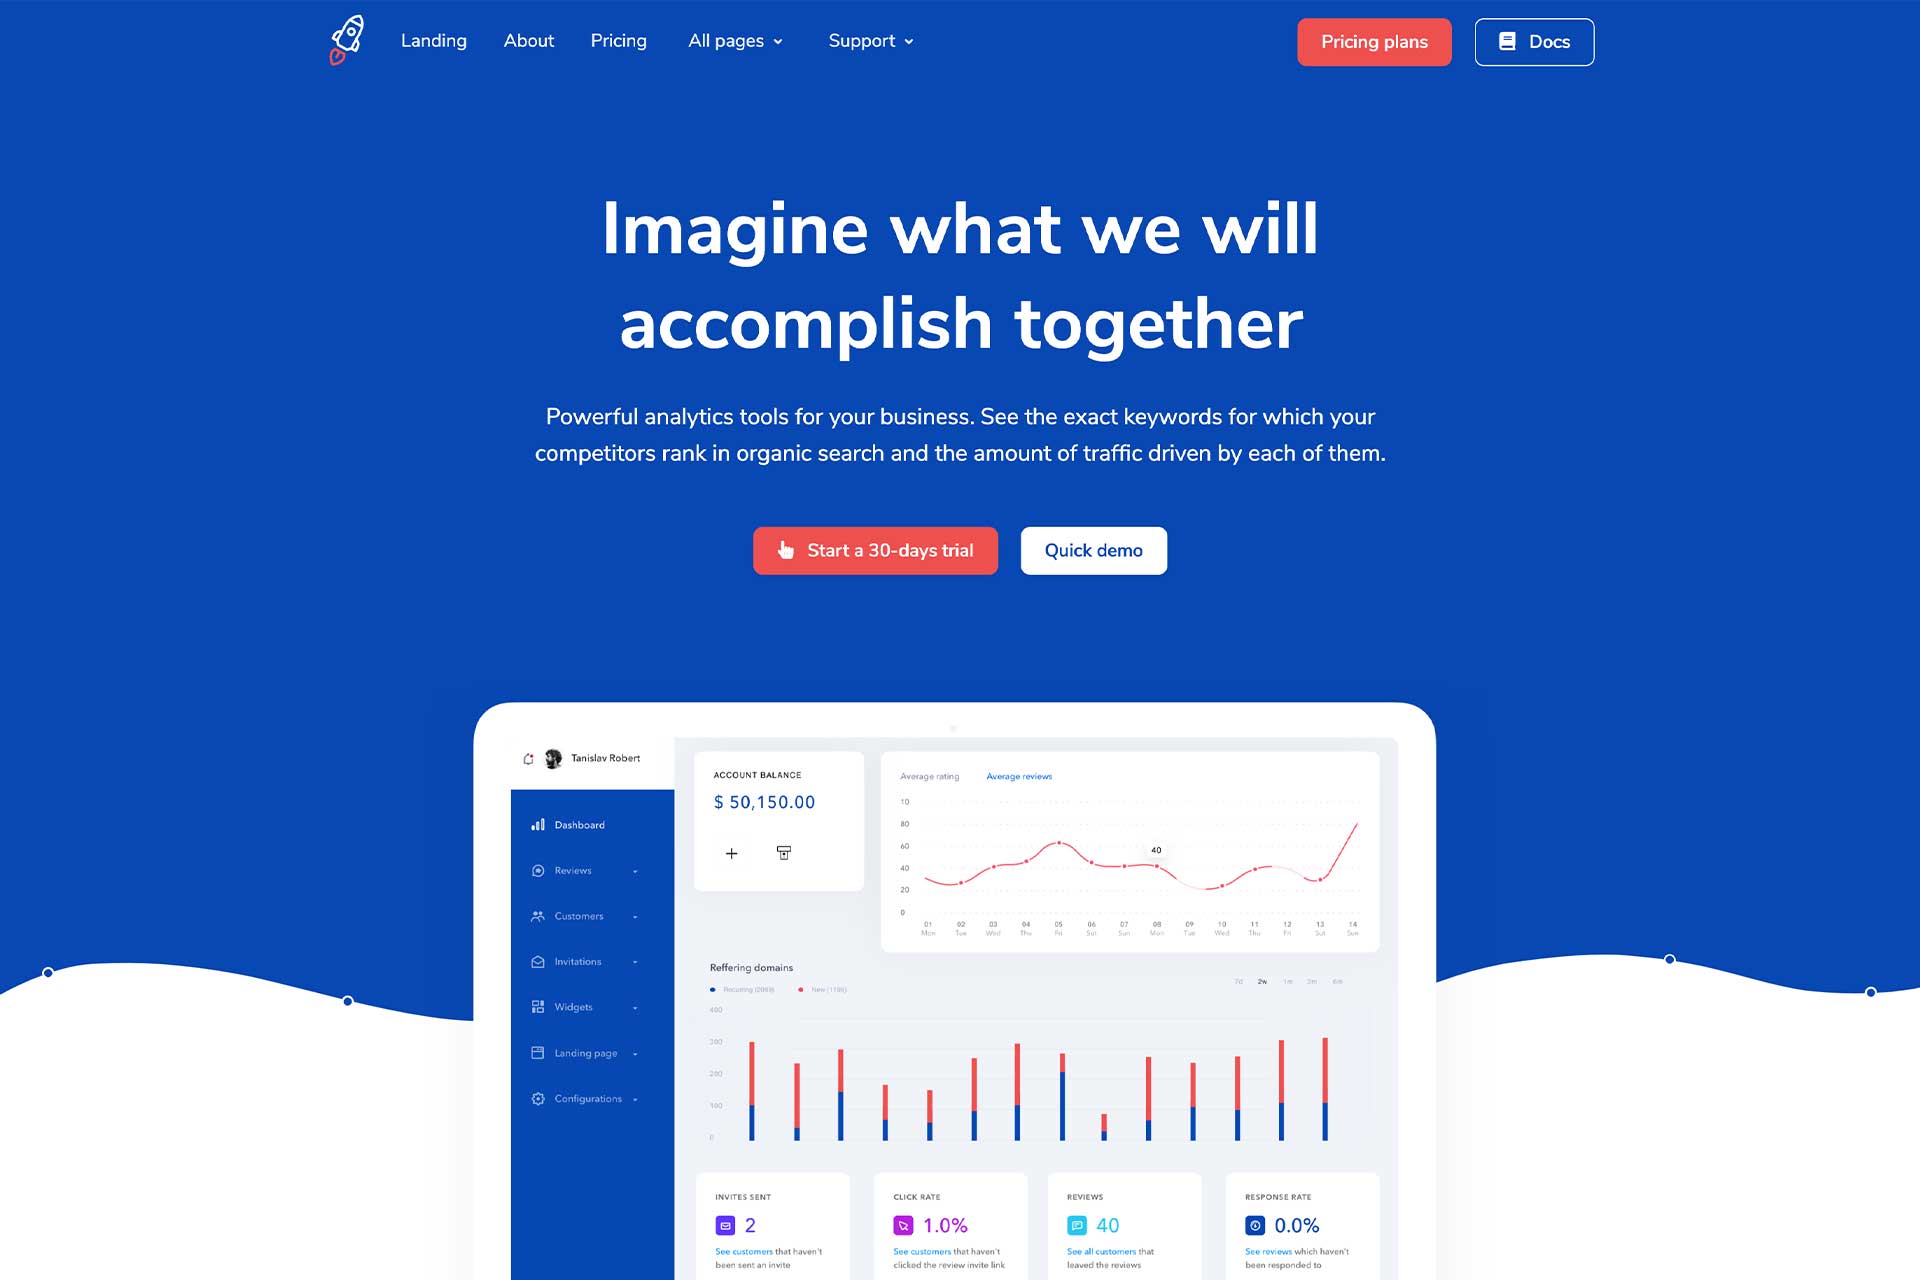 Landing About Pricing All pages Support Pricing plans Docs
Imagine what we will
accomplish together
Powerful analytics tools for your business. See the exact keywords for which your
competitors rank in organic search and the amount of traffic driven by each of them.
Start a 30-days trial Quick demo
Tanislav Robert
Dashboard
Reviews
Customers
Invitations
Widgets
Landing page
Configurations
ACCOUNT BALANCE
$ 50,150.00
Average rating Average reviews
10
80
60
40
20
0
40
01 02 03 04 05 06 07 08 09 10 11 12 13 14
Mon Tue Wed Thu Fri Sat Sun Mon Tue Wed Thu Fri Sat Sun
Reffering domains
Recurring New
7d 2w 1m 3m 6m
400
300
200
100
0
INVITES SENT
2
See customers that haven't
been sent an invite
CLICK RATE
1.0%
See customers that haven't
clicked the review invite link
REVIEWS
40
See all customers that
leaved the reviews
RESPONSE RATE
0.0%
See reviews which haven't
been responded to